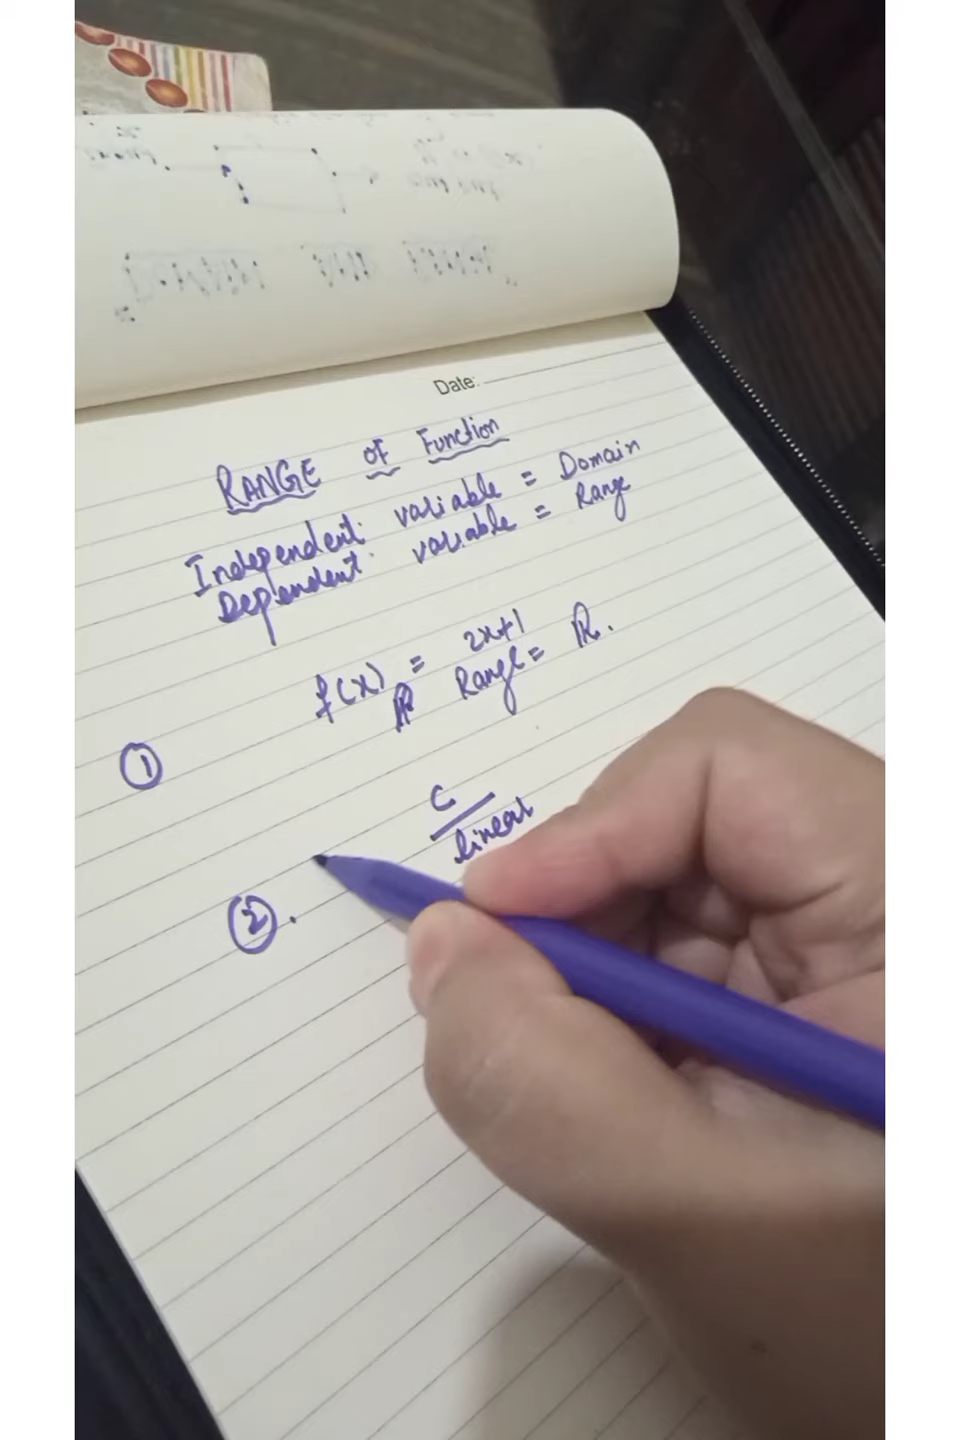 Date:
RANGE OF Function
Independent variable = Domain
Dependent variable = Range
f(x) = 2x+1
ℝ Range = ℝ.
①
C
linear
②.